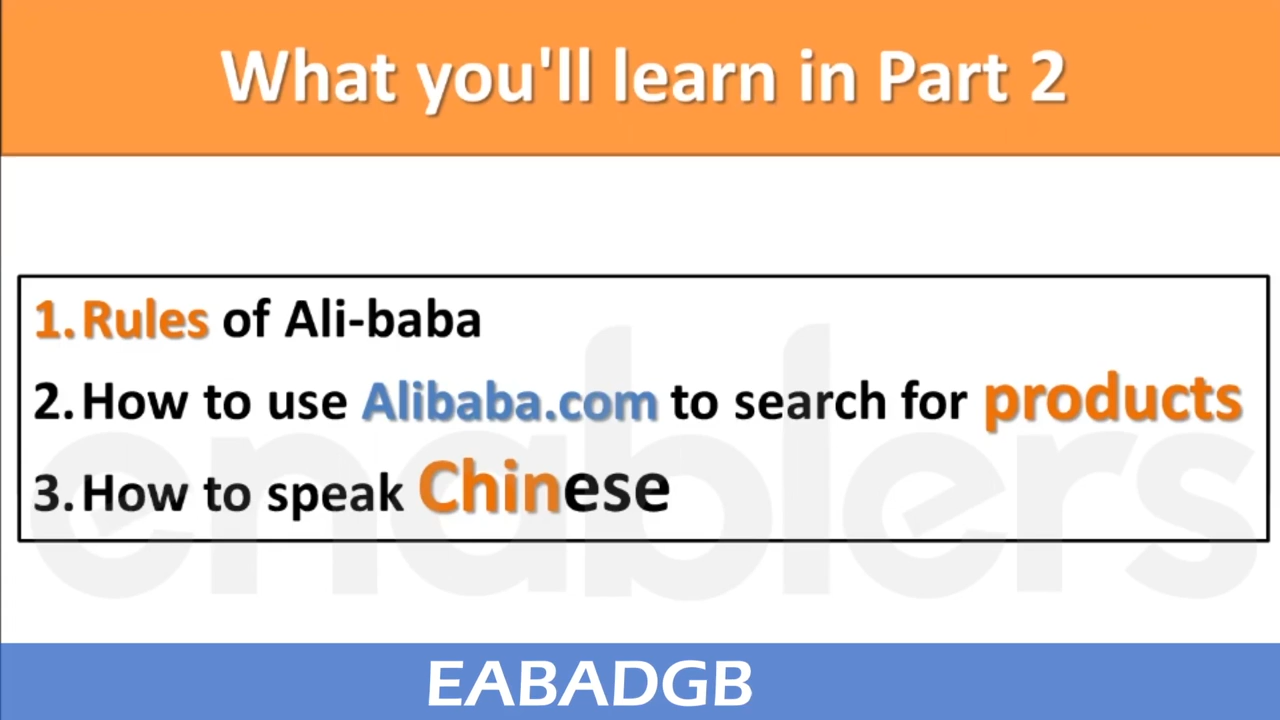 What you'll learn in Part 2
1. Rules of Ali-baba
2. How to use Alibaba.com to search for products
3. How to speak Chinese
enablers
EABADGB